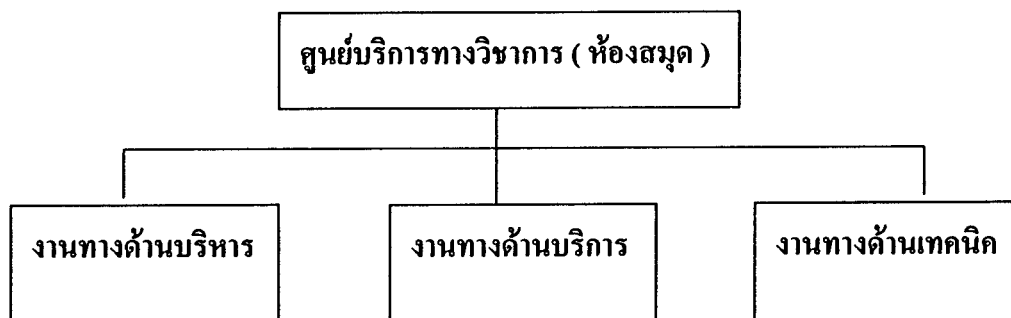 ศูนย์บริการทางวิชาการ ( ห้องสมุด )
งานทางด้านบริหาร
งานทางด้านบริการ
งานทางด้านเทคนิค